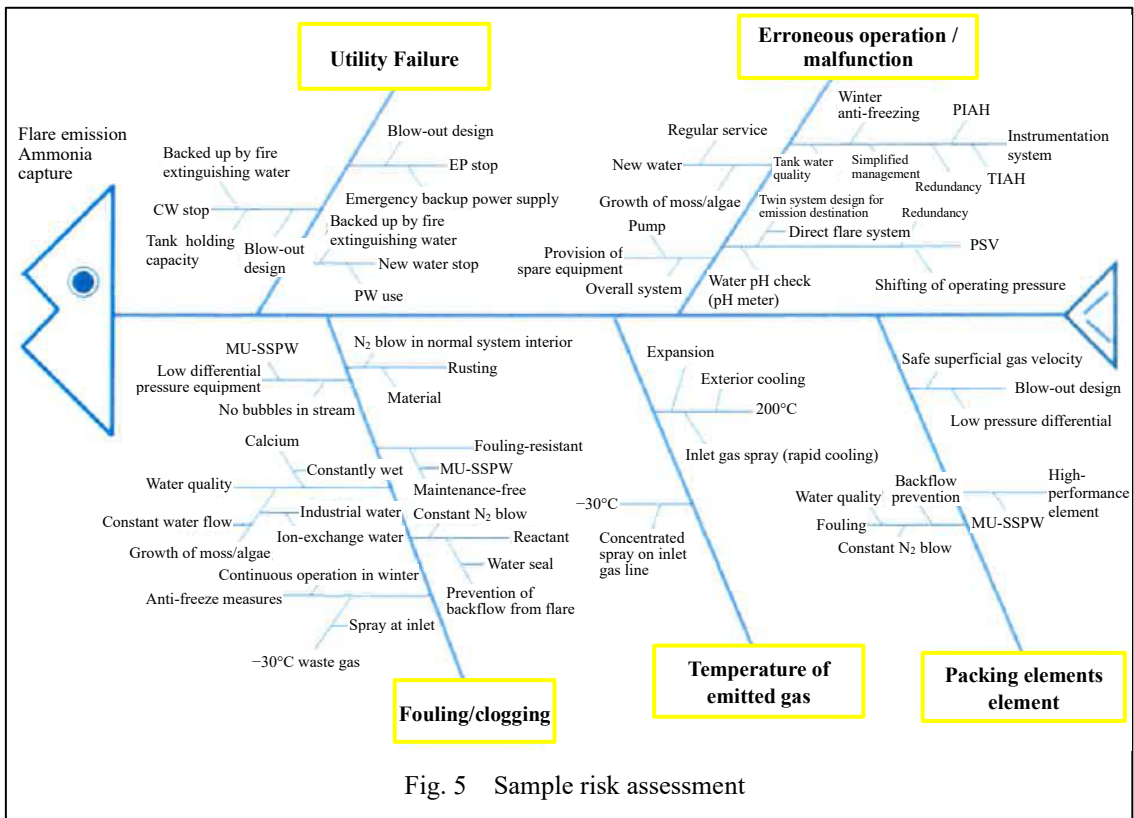 Utility Failure
Erroneous operation /
malfunction
Flare emission
Ammonia
capture
Backed up by fire
extinguishing water
CW stop
Tank holding
capacity
Blow-out
design
Blow-out design
EP stop
Emergency backup power supply
Backed up by fire
extinguishing water
New water stop
PW use
Regular service
New water
Growth of moss/algae
Pump
Provision of
spare equipment
Overall system
Winter
anti-freezing
PIAH
Instrumentation
system
Tank water
quality
Simplified
management
Redundancy
TIAH
Twin system design for
emission destination
Redundancy
Direct flare system
PSV
Water pH check
(pH meter)
Shifting of operating pressure
MU-SSPW
Low differential
pressure equipment
No bubbles in stream
N₂ blow in normal system interior
Rusting
Material
Calcium
Constantly wet
Water quality
Industrial water
Constant water flow
Ion-exchange water
Growth of moss/algae
Fouling-resistant
MU-SSPW
Maintenance-free
Constant N₂ blow
Reactant
Water seal
Prevention of
backflow from flare
Continuous operation in winter
Anti-freeze measures
Spray at inlet
−30°C waste gas
Fouling/clogging
Expansion
Exterior cooling
200°C
Inlet gas spray (rapid cooling)
−30°C
Concentrated
spray on inlet
gas line
Temperature of
emitted gas
Safe superficial gas velocity
Blow-out design
Low pressure differential
Backflow
prevention
High-
performance
element
Water quality
Fouling
MU-SSPW
Constant N₂ blow
Packing elements
element
Fig. 5 Sample risk assessment